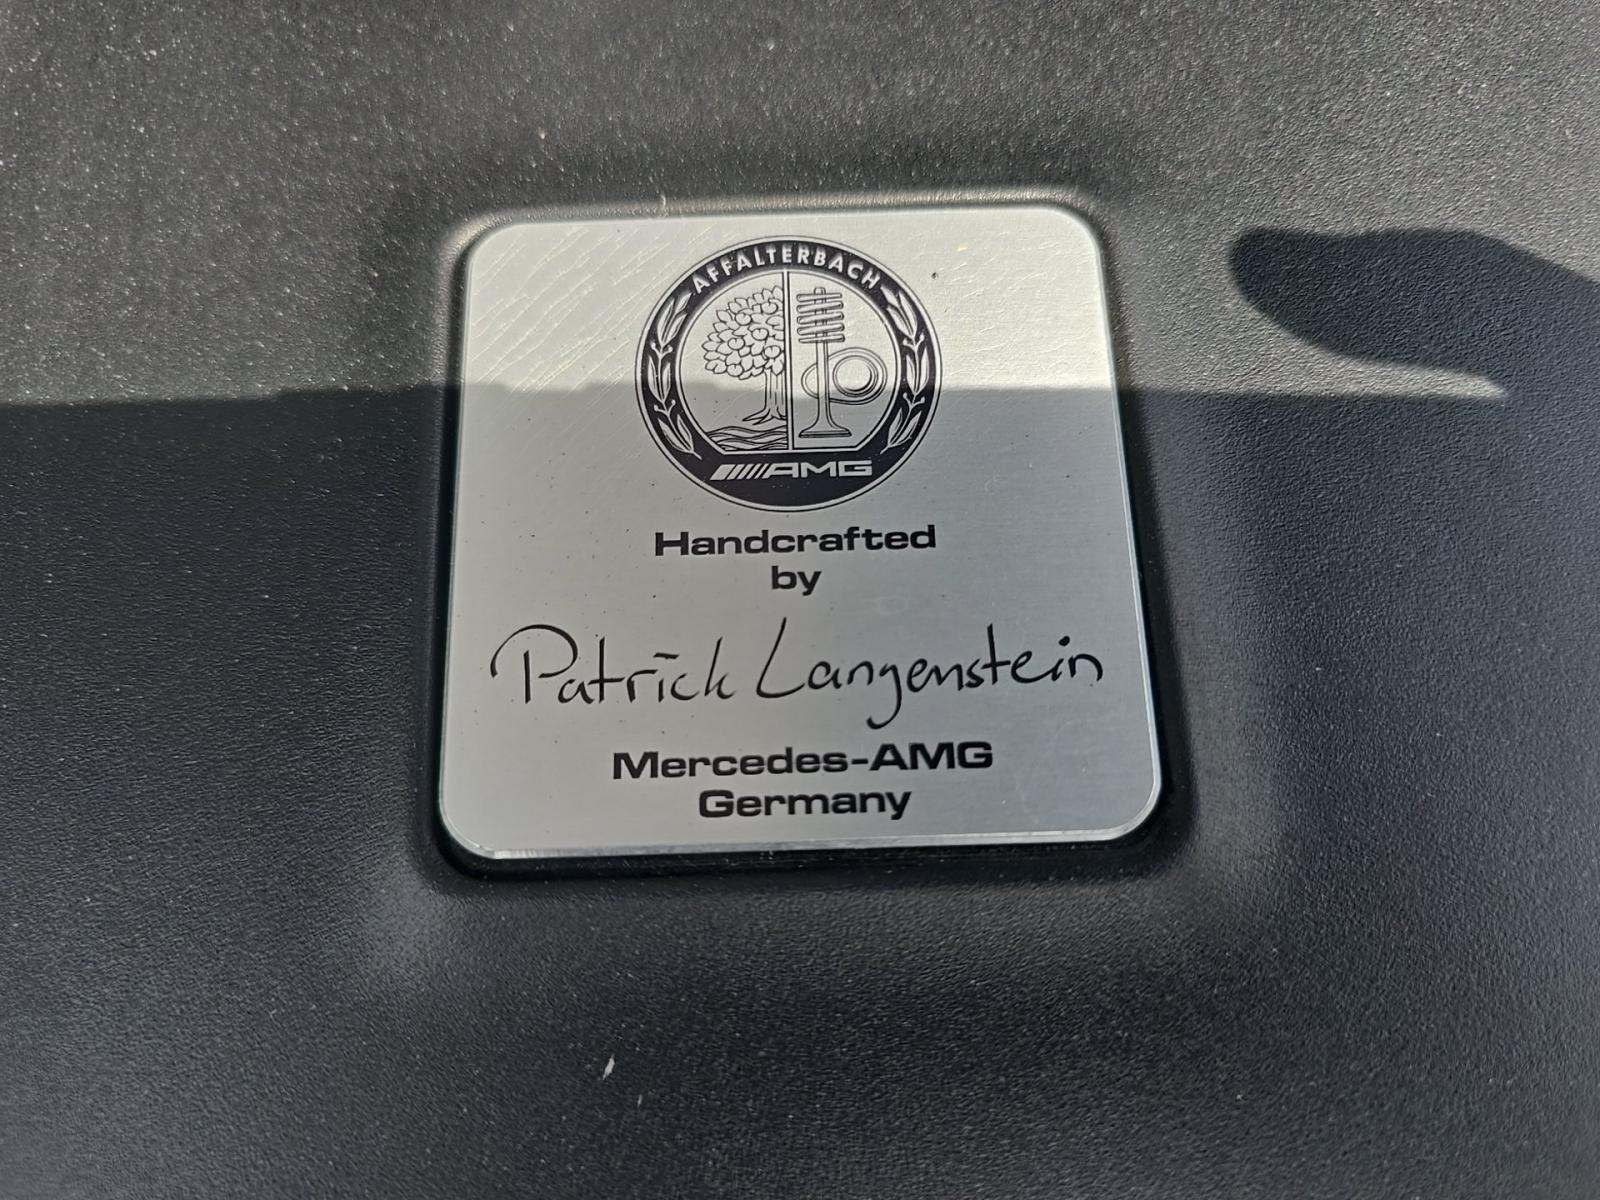 AFFALTERBACH
AMG
Handcrafted
by
Patrick Langenstein
Mercedes-AMG
Germany